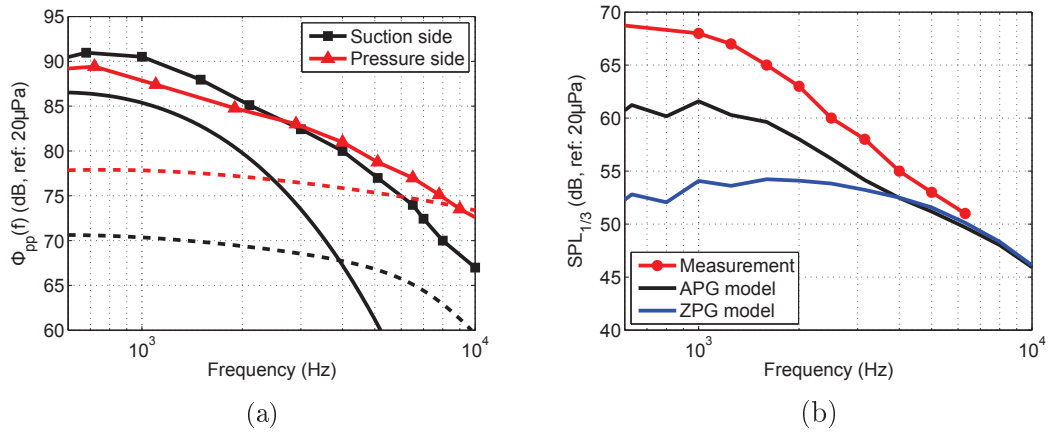 95
90
85
80
75
70
65
60
Φpp(f) (dB, ref: 20µPa)
Suction side
Pressure side
10³
10⁴
Frequency (Hz)
(a)
70
65
60
55
50
45
40
SPL1/3 (dB, ref: 20µPa)
Measurement
APG model
ZPG model
10³
10⁴
Frequency (Hz)
(b)